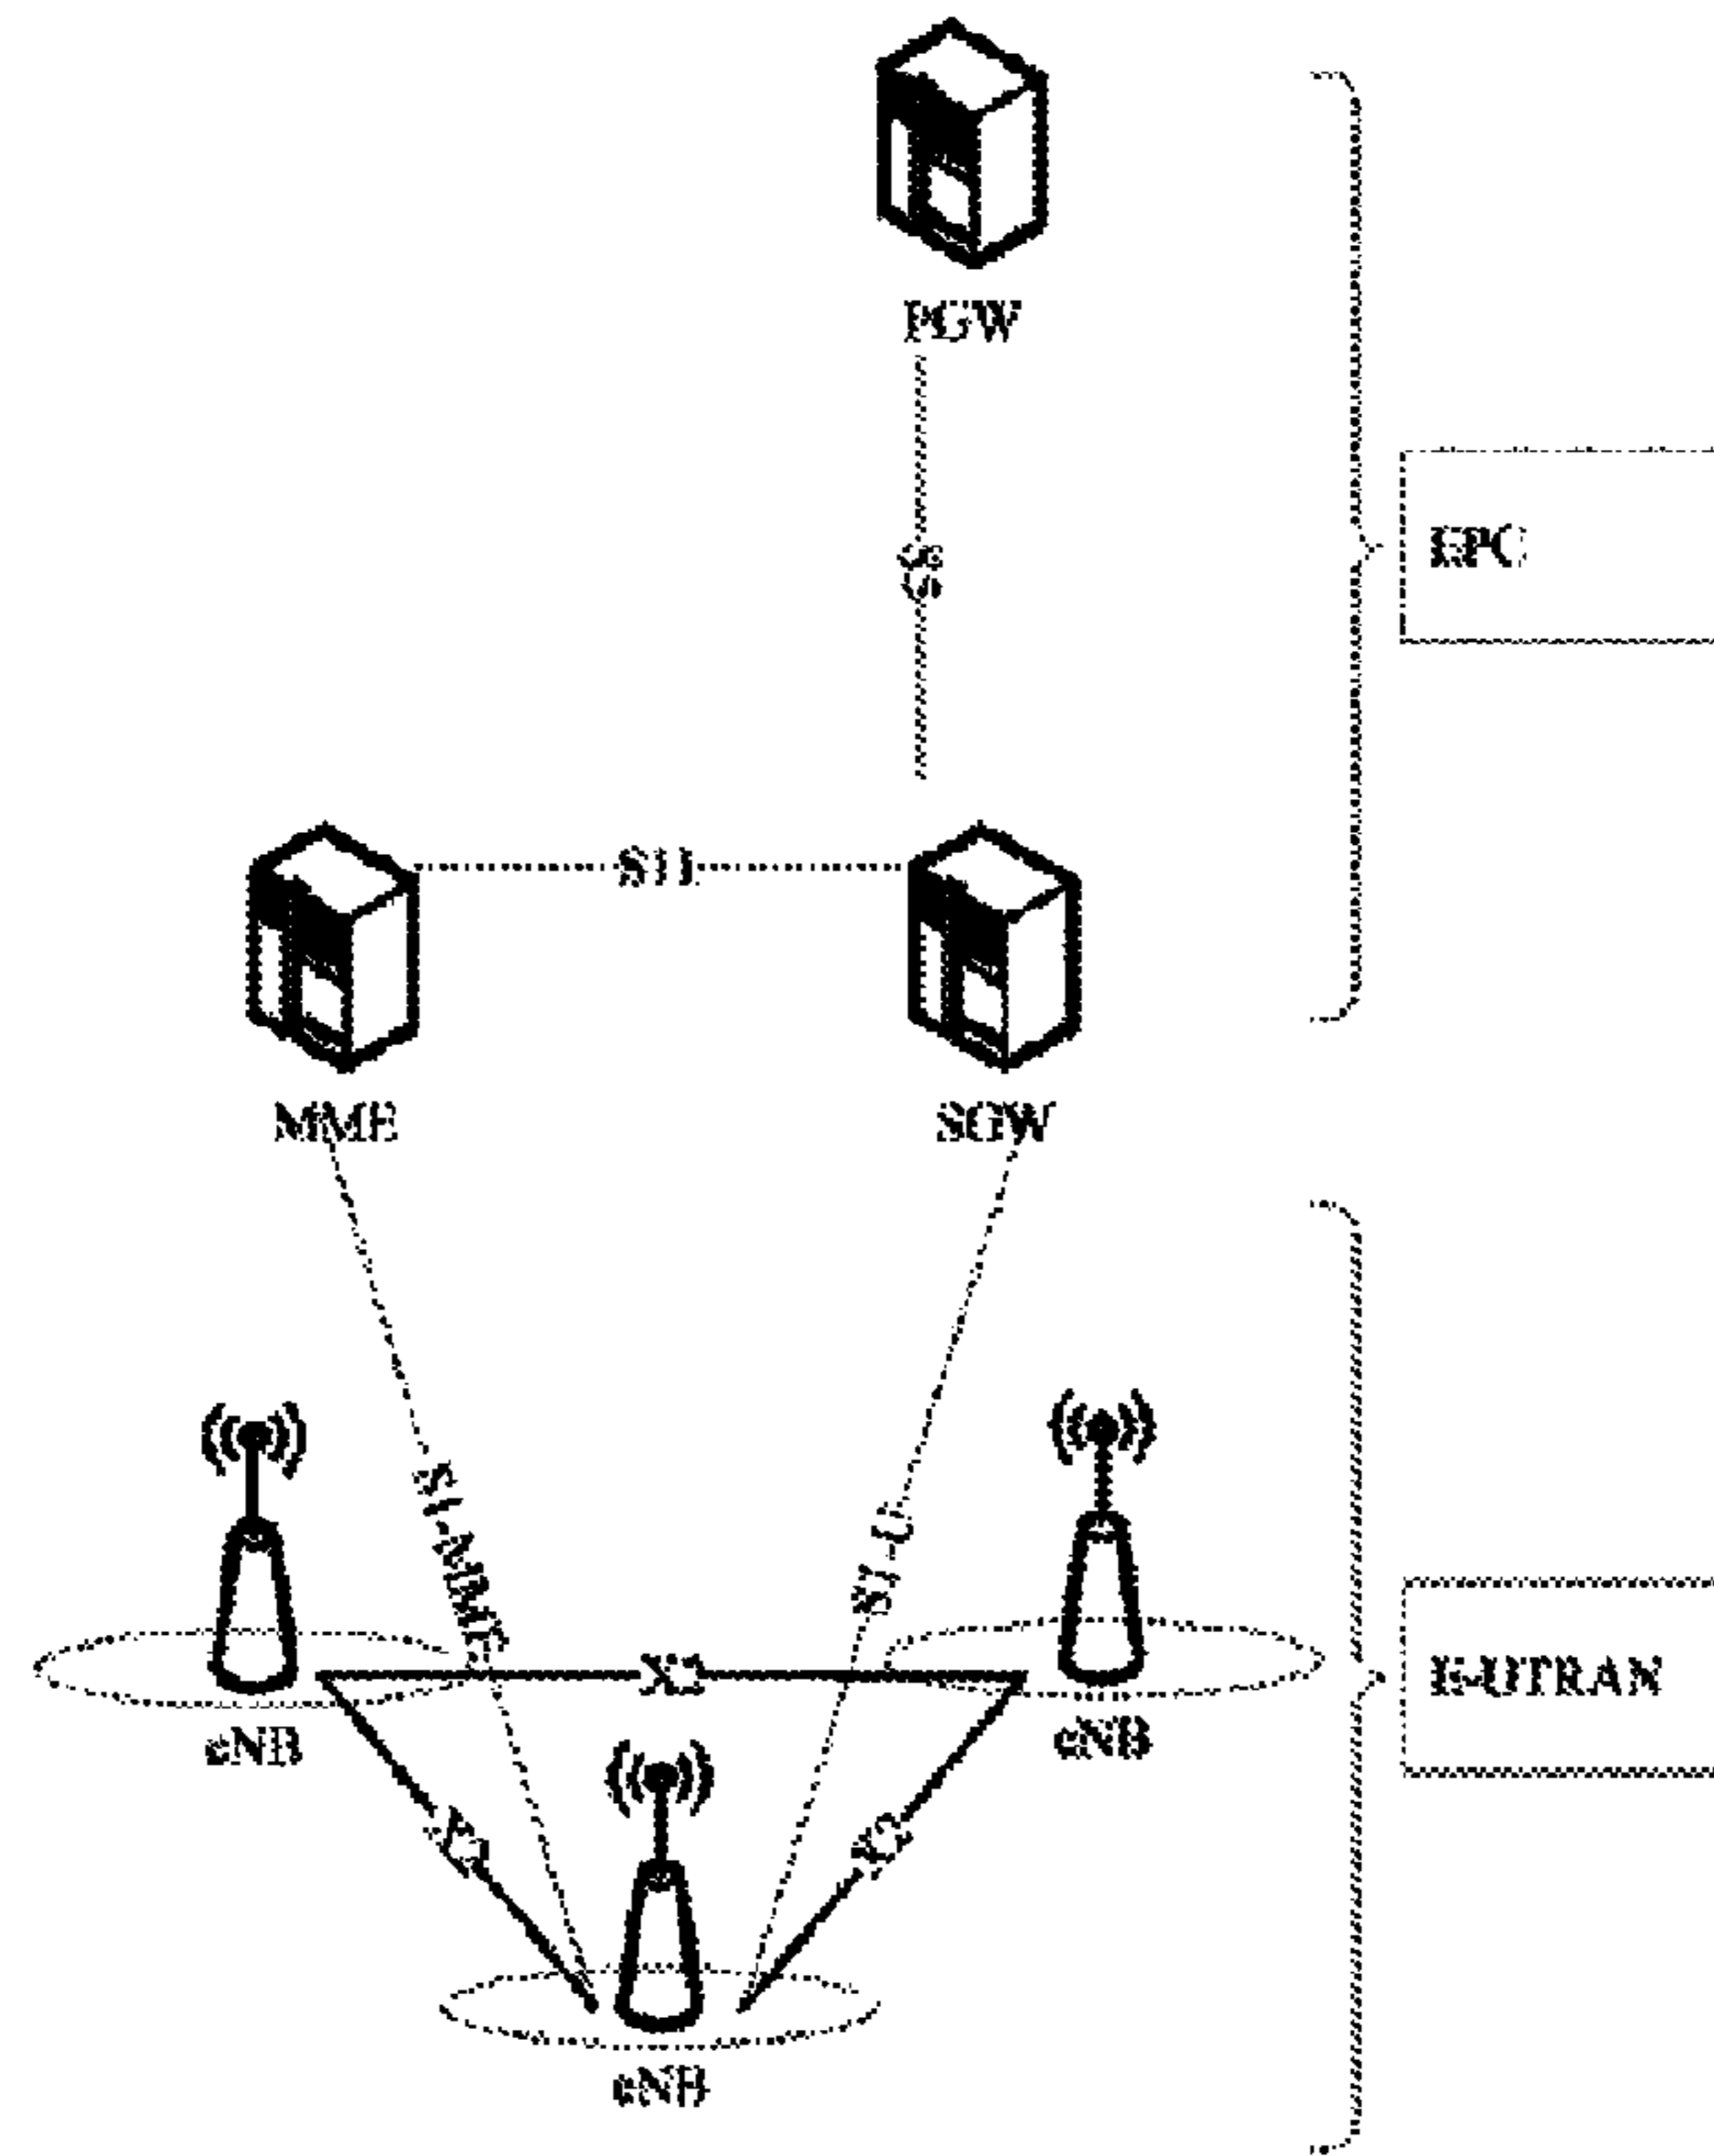 PGW
S5
EPC
S11
MME
SGW
S1-MME
S1-U
X2
E-UTRAN
eNB
eNB
X2
X2
eNB